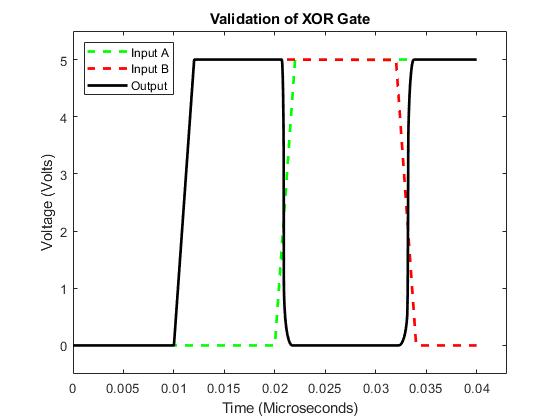 Validation of XOR Gate
Input A
Input B
Output
Voltage (Volts)
5
4
3
2
1
0
0 0.005 0.01 0.015 0.02 0.025 0.03 0.035 0.04
Time (Microseconds)